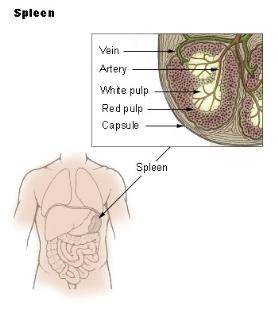 Spleen
Vein
Artery
White pulp
Red pulp
Capsule
Spleen